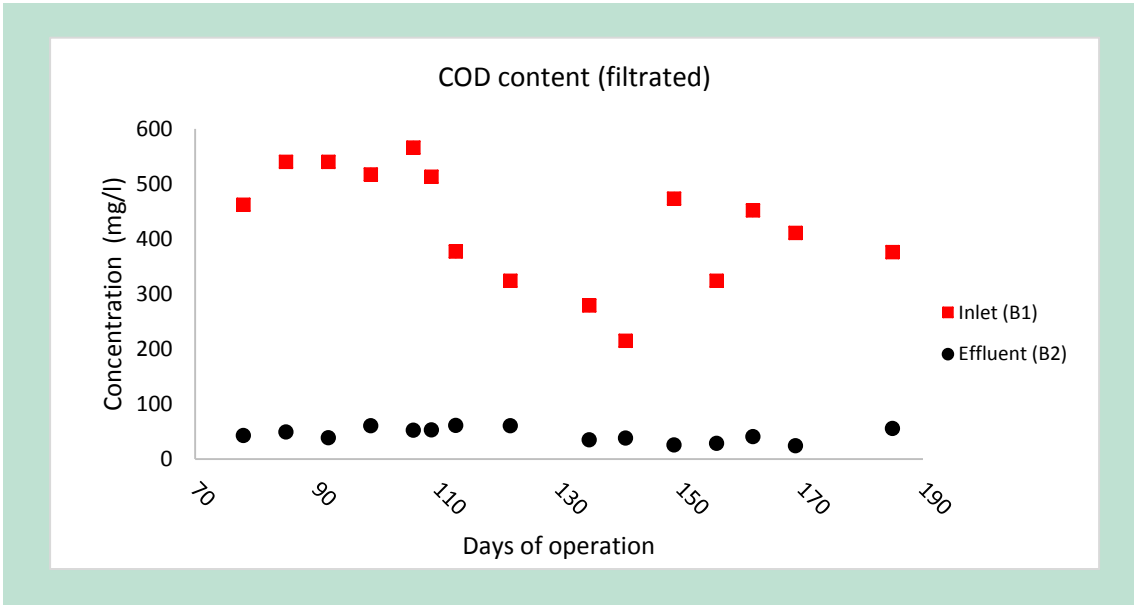 COD content (filtrated)
600
500
400
300
200
100
0
Concentration (mg/l)
70
90
110
130
150
170
190
Days of operation
Inlet (B1)
Effluent (B2)